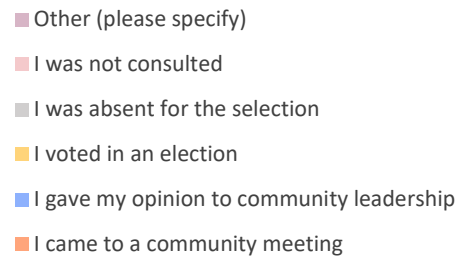 Other (please specify)
I was not consulted
I was absent for the selection
I voted in an election
I gave my opinion to community leadership
I came to a community meeting